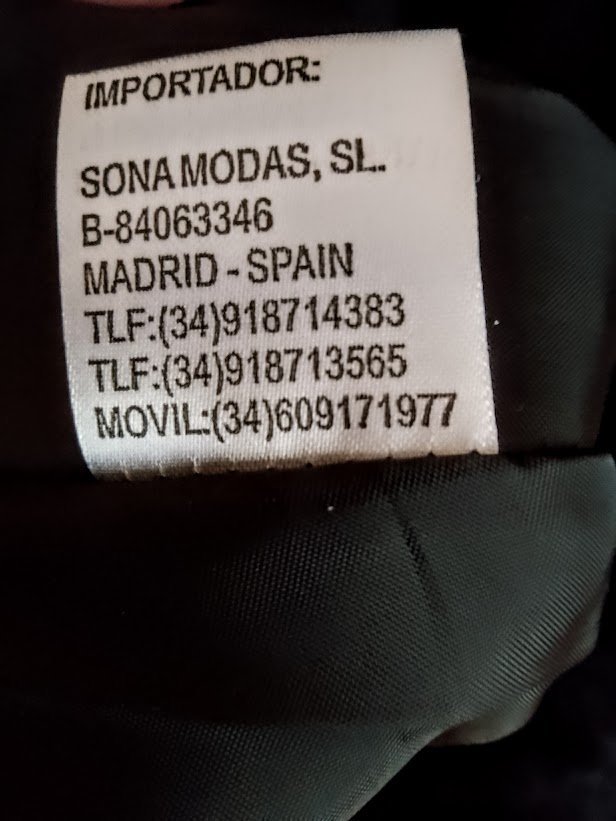 IMPORTADOR:
SONA MODAS, SL.
B-84063346
MADRID - SPAIN
TLF:(34)918714383
TLF:(34)918713565
MOVIL:(34)609171977